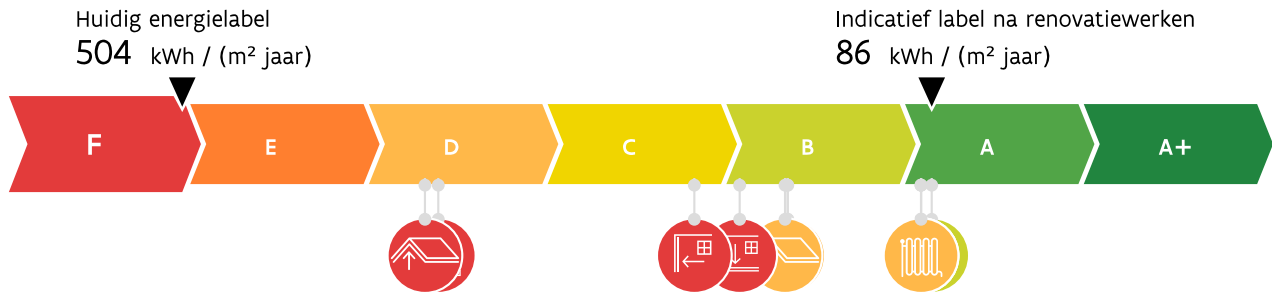 Huidig energielabel
504 kWh / (m² jaar)
Indicatief label na renovatiewerken
86 kWh / (m² jaar)
F E D C B A A+